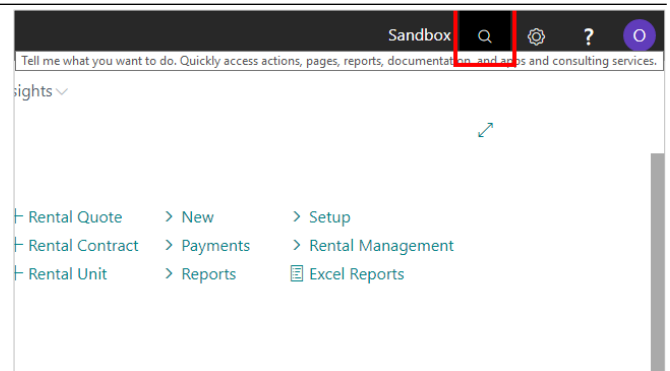 Sandbox ? O
Tell me what you want to do. Quickly access actions, pages, reports, documentation, and apps and consulting services.
sights
Rental Quote New Setup
Rental Contract Payments Rental Management
Rental Unit Reports Excel Reports